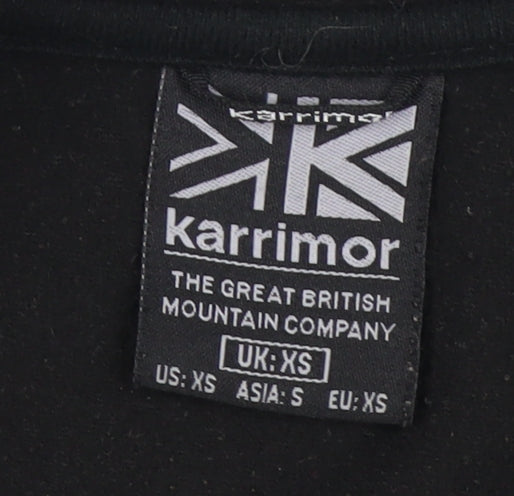 Karrimor
karrimor
THE GREAT BRITISH
MOUNTAIN COMPANY
UK: XS
US: XS ASIA: S EU: XS